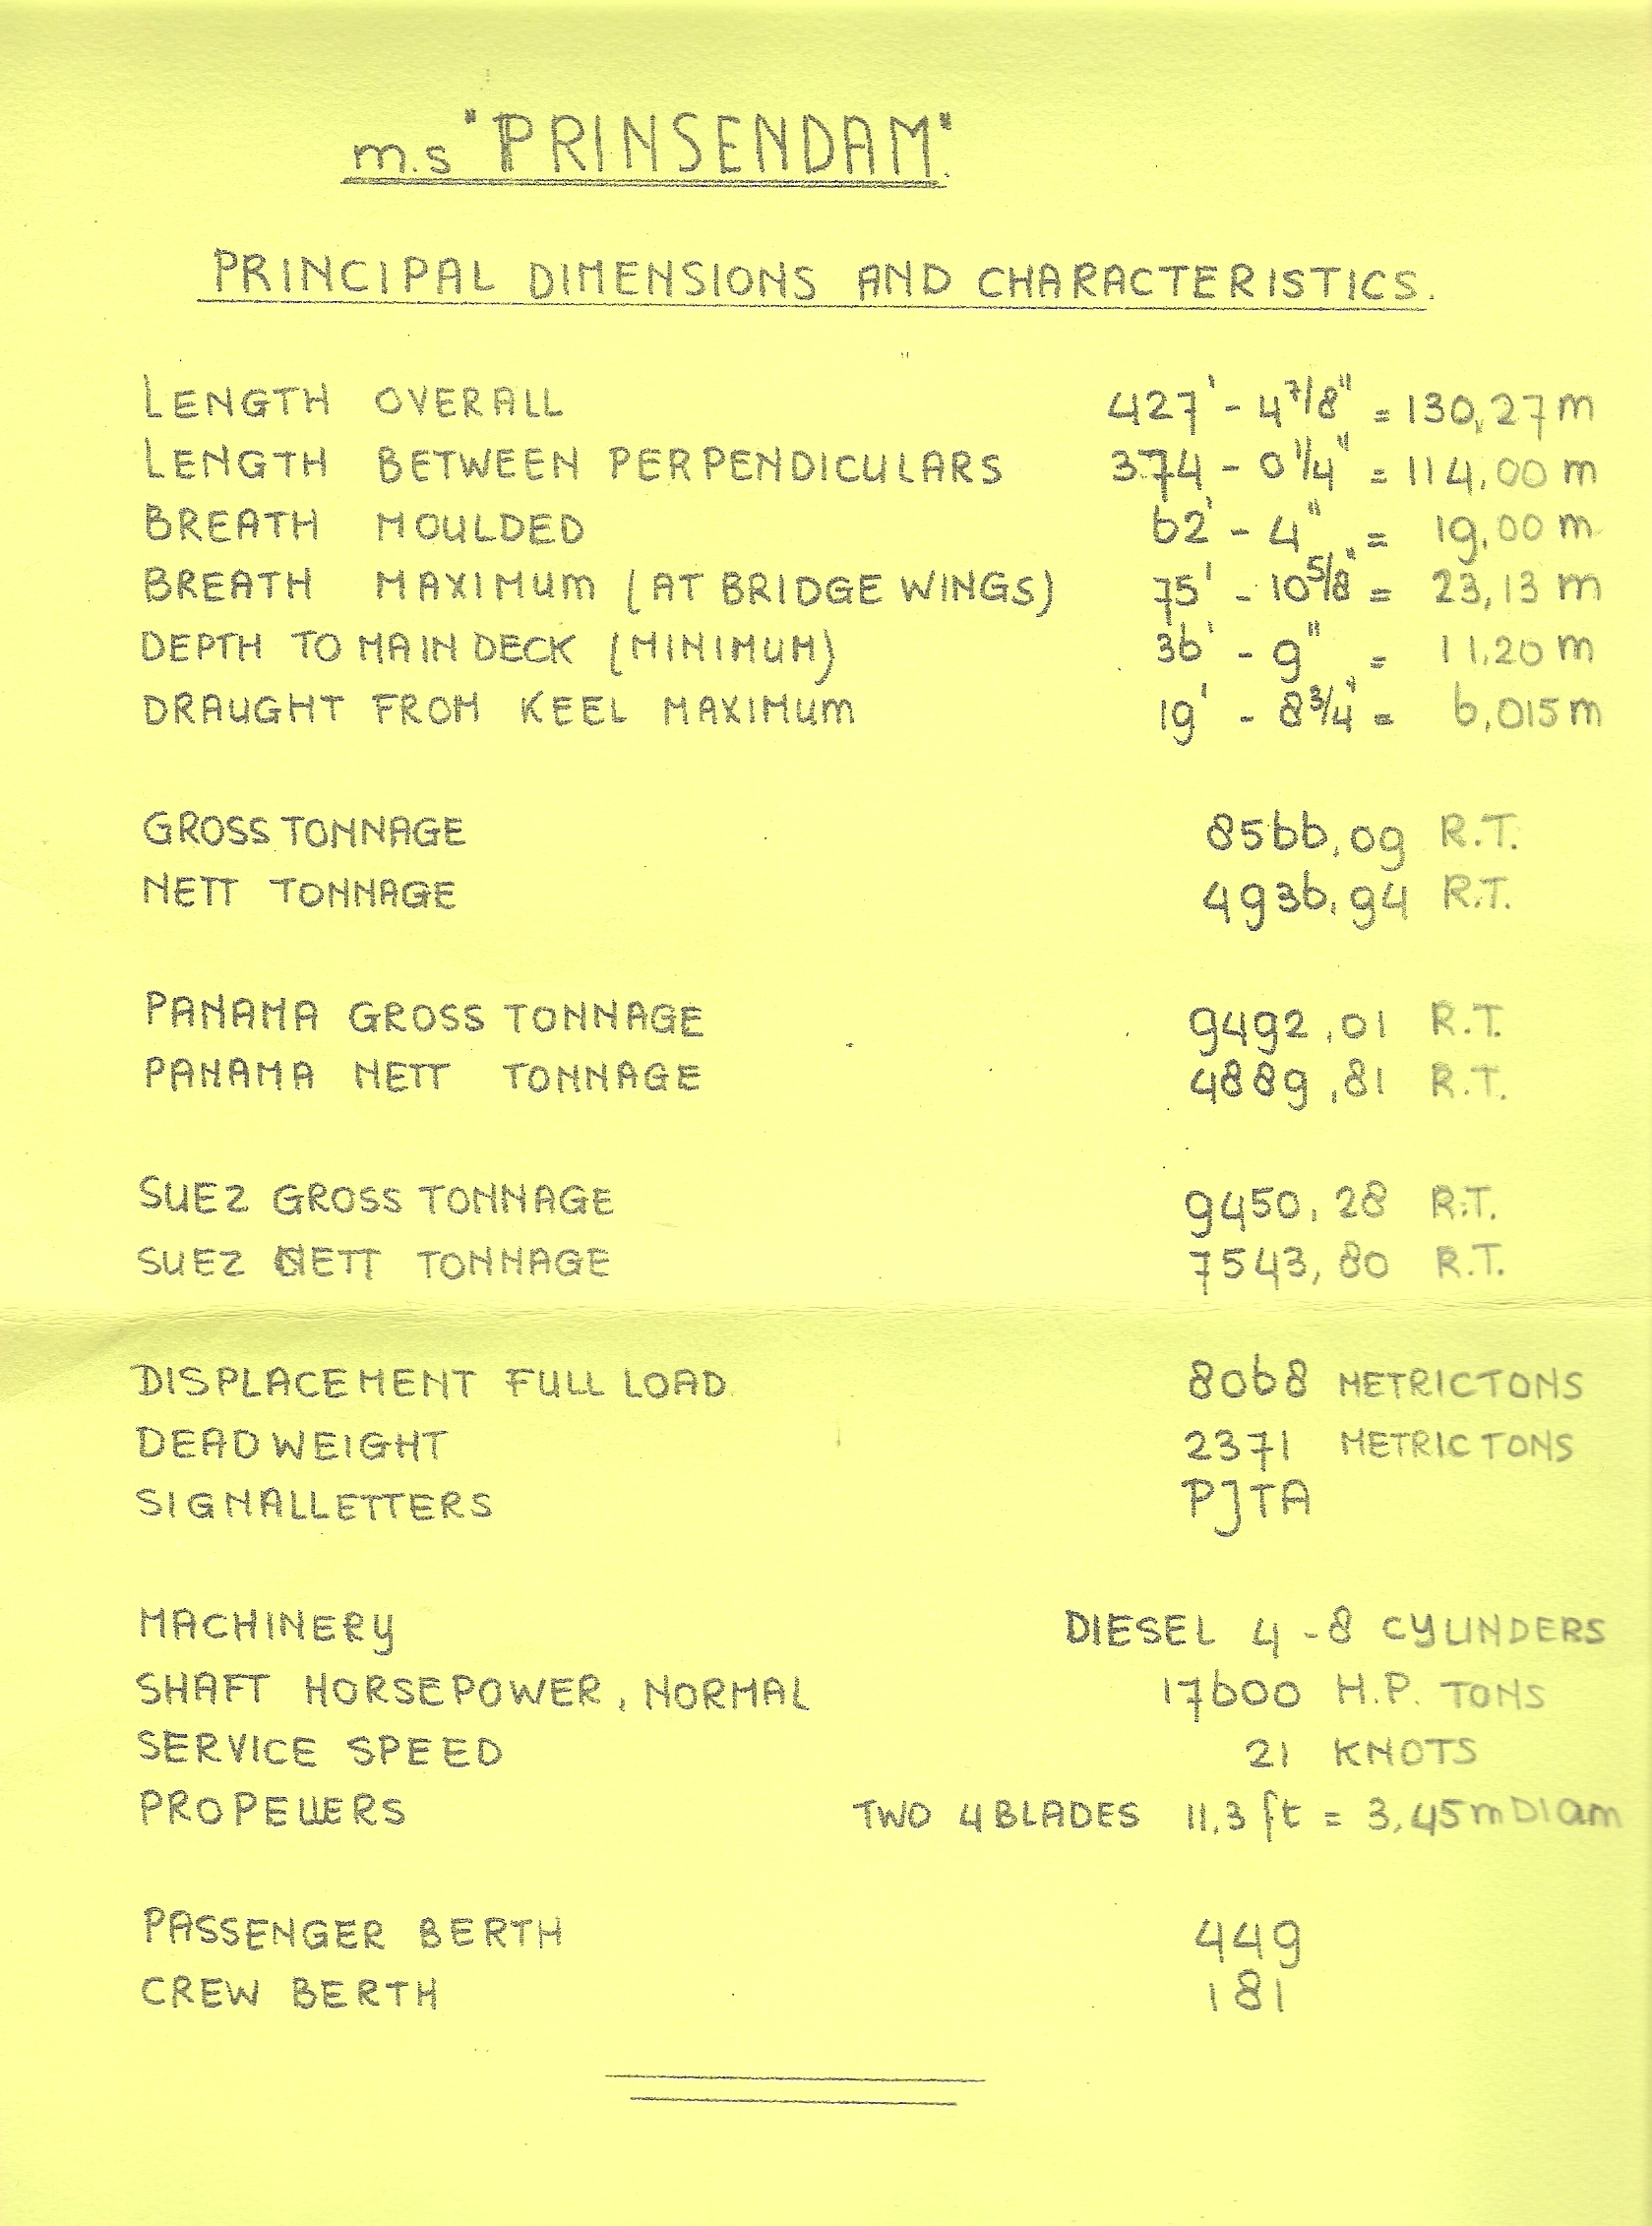 m.s "PRINSENDAM".
PRINCIPAL DIMENSIONS AND CHARACTERISTICS.
LENGTH OVERALL 427' - 4 7/8" = 130,27 m
LENGTH BETWEEN PERPENDICULARS 374 - 0 1/4" = 114,00 m
BREATH MOULDED 62' - 4" = 19,00 m
BREATH MAXIMUM (AT BRIDGE WINGS) 75' - 10 5/8" = 23,13 m
DEPTH TO MAIN DECK (MINIMUM) 36' - 9" = 11,20 m
DRAUGHT FROM KEEL MAXIMUM 19' - 8 3/4" = 6,015 m
GROSS TONNAGE 8566,09 R.T.
NETT TONNAGE 4936,94 R.T.
PANAMA GROSS TONNAGE 9492,01 R.T.
PANAMA NETT TONNAGE 4889,81 R.T.
SUEZ GROSS TONNAGE 9450,28 R.T.
SUEZ NETT TONNAGE 7543,80 R.T.
DISPLACEMENT FULL LOAD 8068 METRICTONS
DEADWEIGHT 2371 METRICTONS
SIGNALLETTERS PJTA
MACHINERY DIESEL 4 - 8 CYLINDERS
SHAFT HORSEPOWER, NORMAL 17600 H.P. TONS
SERVICE SPEED 21 KNOTS
PROPELLERS TWO 4 BLADES 11,3 ft = 3,45 m DIam
PASSENGER BERTH 449
CREW BERTH 181